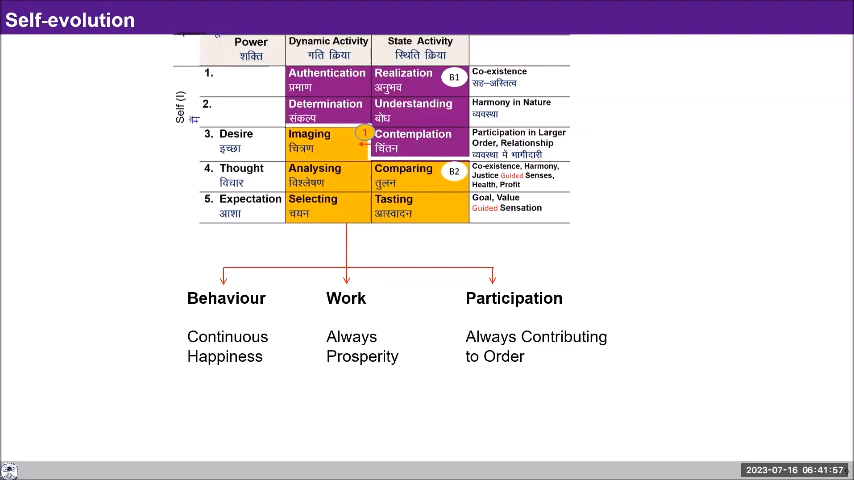 Self-evolution
Power Dynamic Activity State Activity
शक्ति गति क्रिया स्थिति क्रिया
Self (I)
मैं
1. Authentication Realization B1 Co-existence
प्रमाण अनुभव सह-अस्तित्व
2. Determination Understanding Harmony in Nature
संकल्प बोध व्यवस्था
3. Desire Imaging 1 Contemplation Participation in Larger
Order, Relationship
इच्छा चित्रण चिंतन व्यवस्था में भागीदारी
4. Thought Analysing Comparing B2 Co-existence, Harmony,
Justice Guided Senses,
विचार विश्लेषण तुलन Health, Profit
5. Expectation Selecting Tasting Goal, Value
Guided Sensation
आशा चयन आस्वादन
Behaviour Work Participation
Continuous Always Always Contributing
Happiness Prosperity to Order
2023-07-16 06:41:57